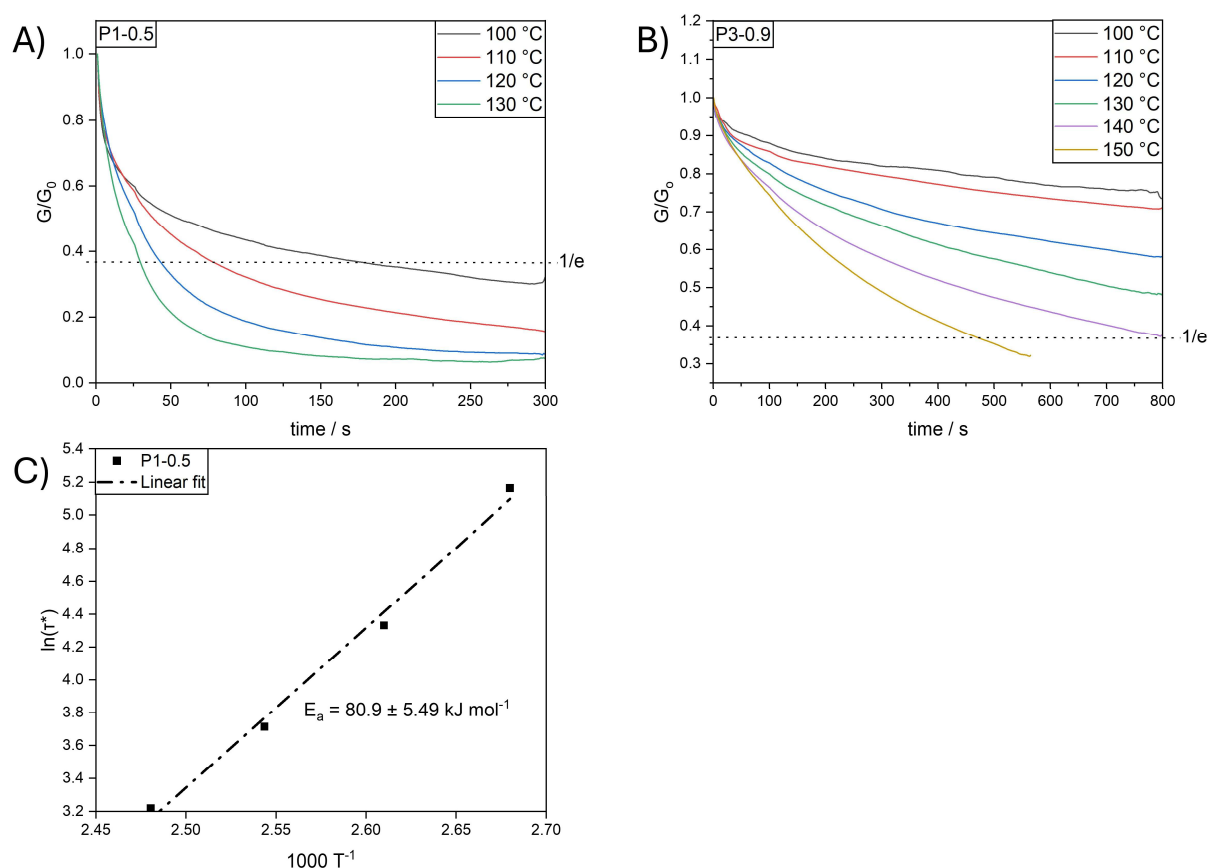 A)
P1-0.5
100 °C
110 °C
120 °C
130 °C
1.0
0.8
0.6
0.4
0.2
0.0
G/G0
1/e
0 50 100 150 200 250 300
time / s
B)
P3-0.9
100 °C
110 °C
120 °C
130 °C
140 °C
150 °C
1.2
1.1
1.0
0.9
0.8
0.7
0.6
0.5
0.4
0.3
G/Go
1/e
0 100 200 300 400 500 600 700 800
time / s
C)
P1-0.5
Linear fit
5.4
5.2
5.0
4.8
4.6
4.4
4.2
4.0
3.8
3.6
3.4
3.2
ln(τ*)
Ea = 80.9 ± 5.49 kJ mol-1
2.45 2.50 2.55 2.60 2.65 2.70
1000 T-1